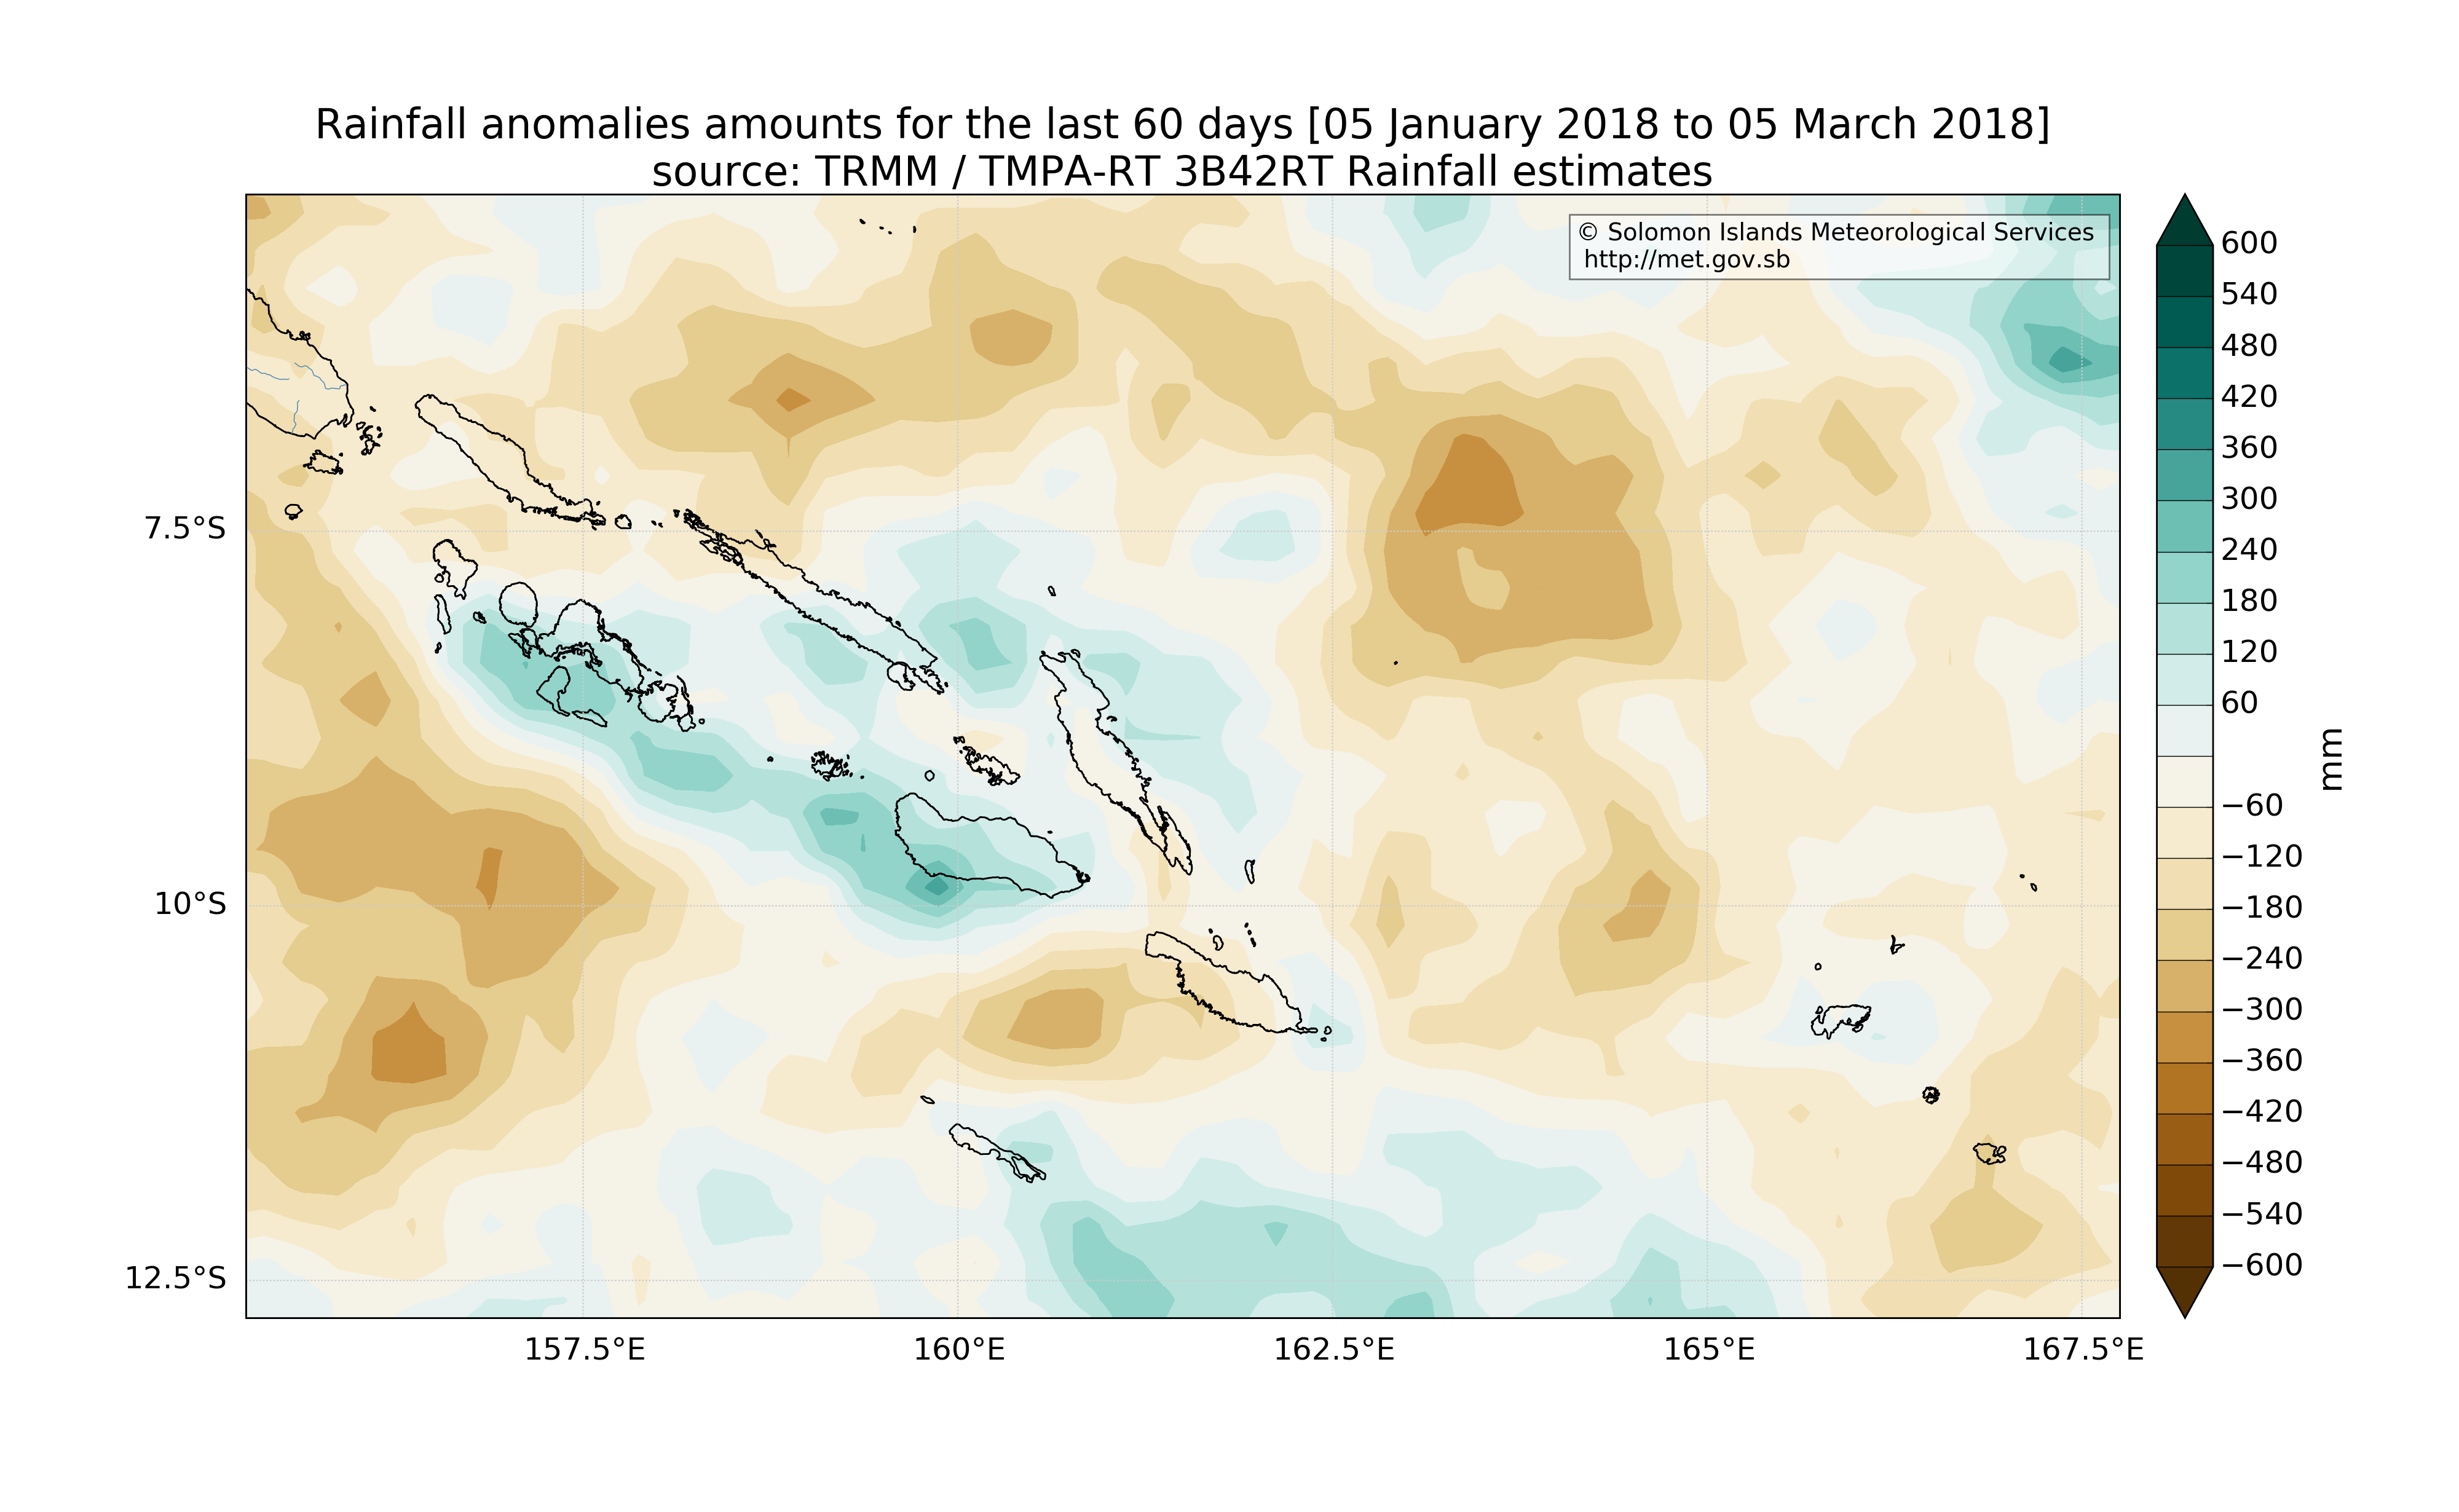 Rainfall anomalies amounts for the last 60 days [05 January 2018 to 05 March 2018]
source: TRMM / TMPA-RT 3B42RT Rainfall estimates
© Solomon Islands Meteorological Services
http://met.gov.sb
7.5°S
10°S
12.5°S
157.5°E
160°E
162.5°E
165°E
167.5°E
600
540
480
420
360
300
240
180
120
60
−60
−120
−180
−240
−300
−360
−420
−480
−540
−600
mm